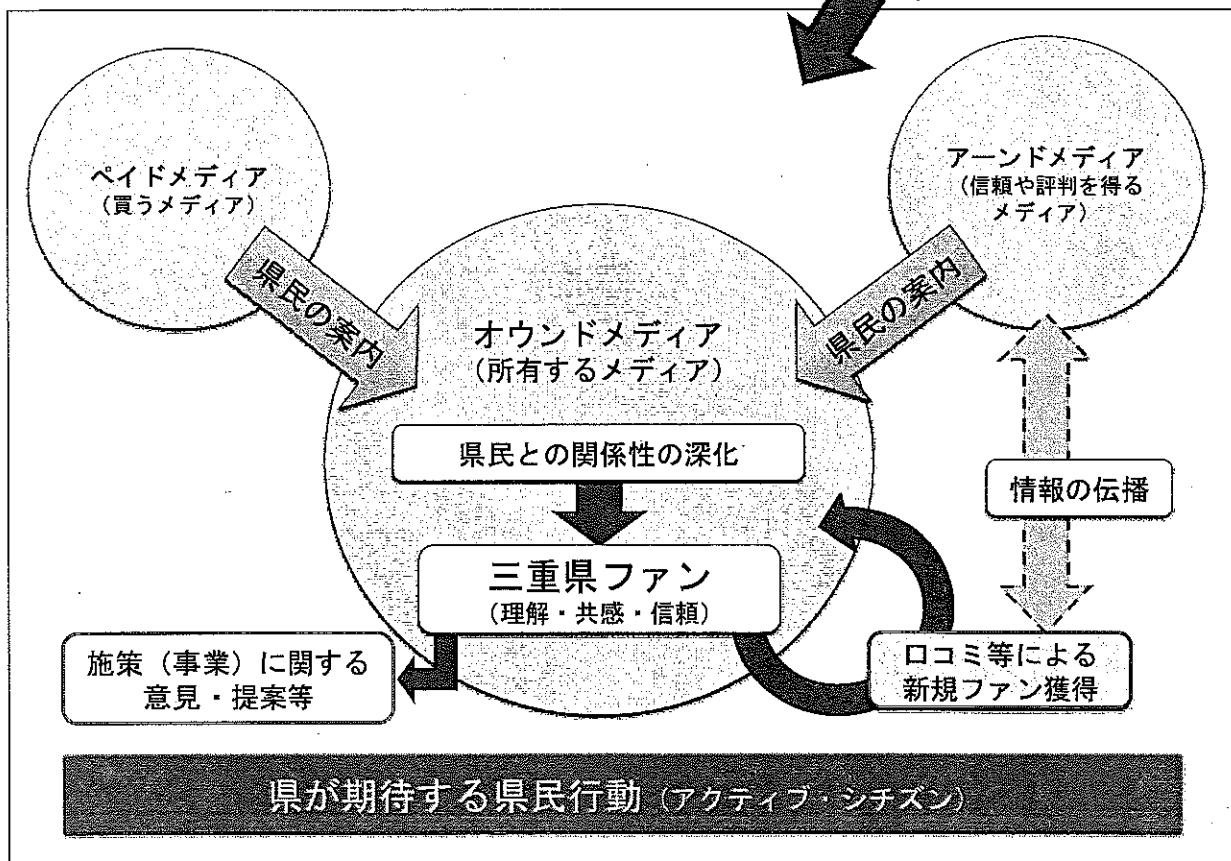 ペイドメディア
(買うメディア)
アーンドメディア
(信頼や評判を得る
メディア)
県民の案内
県民の案内
オウンドメディア
(所有するメディア)
県民との関係性の深化
情報の伝播
三重県ファン
(理解・共感・信頼)
施策(事業)に関する
意見・提案等
口コミ等による
新規ファン獲得
県が期待する県民行動(アクティブ・シチズン)